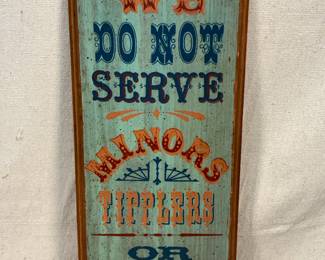 WE
DO NOT
SERVE
MINORS
TIPPLERS
OR